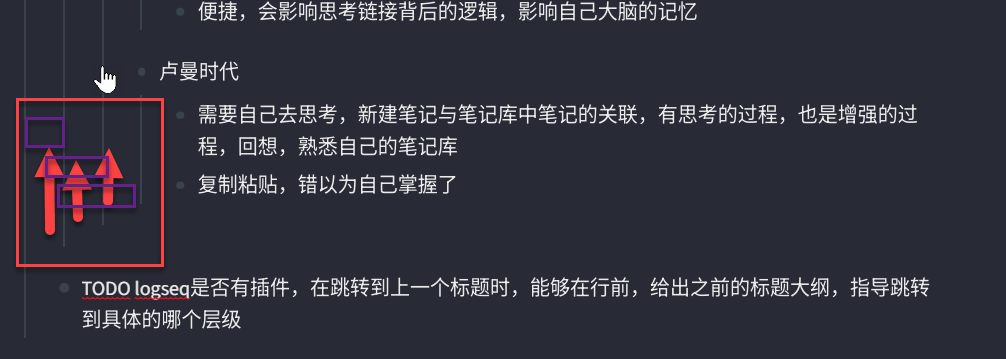 便捷，会影响思考链接背后的逻辑，影响自己大脑的记忆
卢曼时代
需要自己去思考，新建笔记与笔记库中笔记的关联，有思考的过程，也是增强的过
程，回想，熟悉自己的笔记库
复制粘贴，错以为自己掌握了
TODO logseq是否有插件，在跳转到上一个标题时，能够在行前，给出之前的标题大纲，指导跳转
到具体的哪个层级